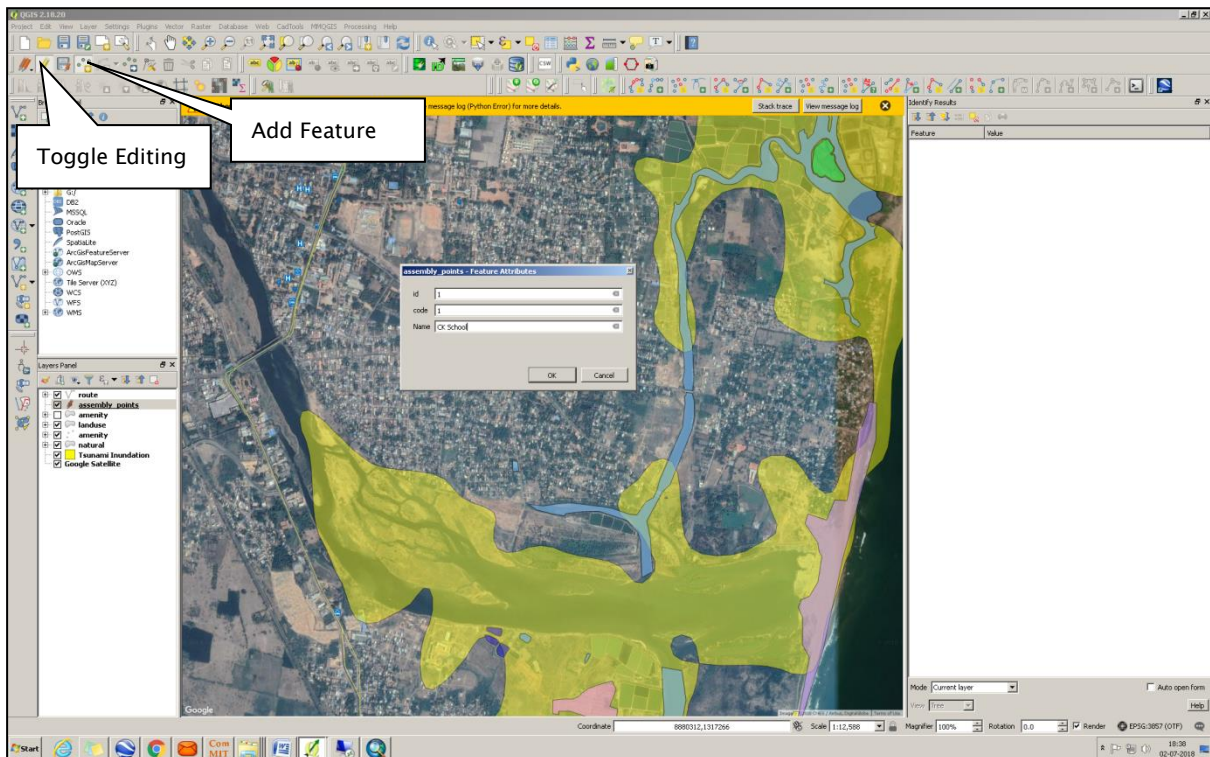 QGIS 2.18.20
Project Edit View Layer Settings Plugins Vector Raster Database Web CadTools MMQGIS Processing Help
CSW
Toggle Editing
Add Feature
message log (Python Error) for more details.
Stack trace
View message log
G:/
DB2
MSSQL
Oracle
PostGIS
SpatiaLite
ArcGisFeatureServer
ArcGisMapServer
OWS
Tile Server (XYZ)
WCS
WFS
WMS
Layers Panel
route
assembly_points
amenity
landuse
amenity
natural
Tsunami Inundation
Google Satellite
assembly_points - Feature Attributes
id 1
code 1
Name CK School
OK Cancel
Google
Identify Results
Feature Value
Mode Current layer
Auto open form
View Tree
Help
Coordinate 8880312,1317266
Scale 1:12,588
Magnifier 100%
Rotation 0.0
Render
EPSG:3857 (OTF)
Start
Com
MIT
18:38
02-07-2018